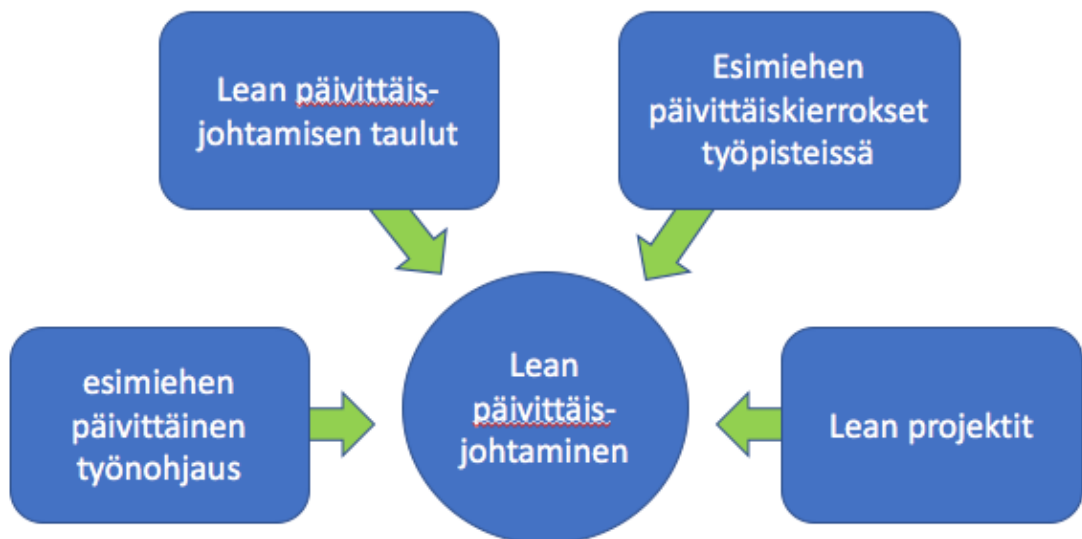 Lean päivittäis-
johtamisen taulut
Esimiehen
päivittäiskierrokset
työpisteissä
esimiehen
päivittäinen
työnohjaus
Lean
päivittäis-
johtaminen
Lean projektit